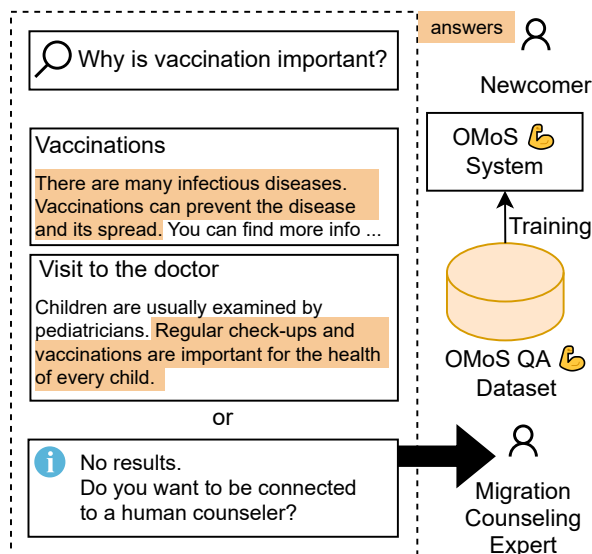 Why is vaccination important?
Vaccinations
There are many infectious diseases.
Vaccinations can prevent the disease
and its spread. You can find more info ...
Visit to the doctor
Children are usually examined by
pediatricians. Regular check-ups and
vaccinations are important for the health
of every child.
or
No results.
Do you want to be connected
to a human counseler?
answers
Newcomer
OMoS 💪
System
Training
OMoS QA 💪
Dataset
Migration
Counseling
Expert